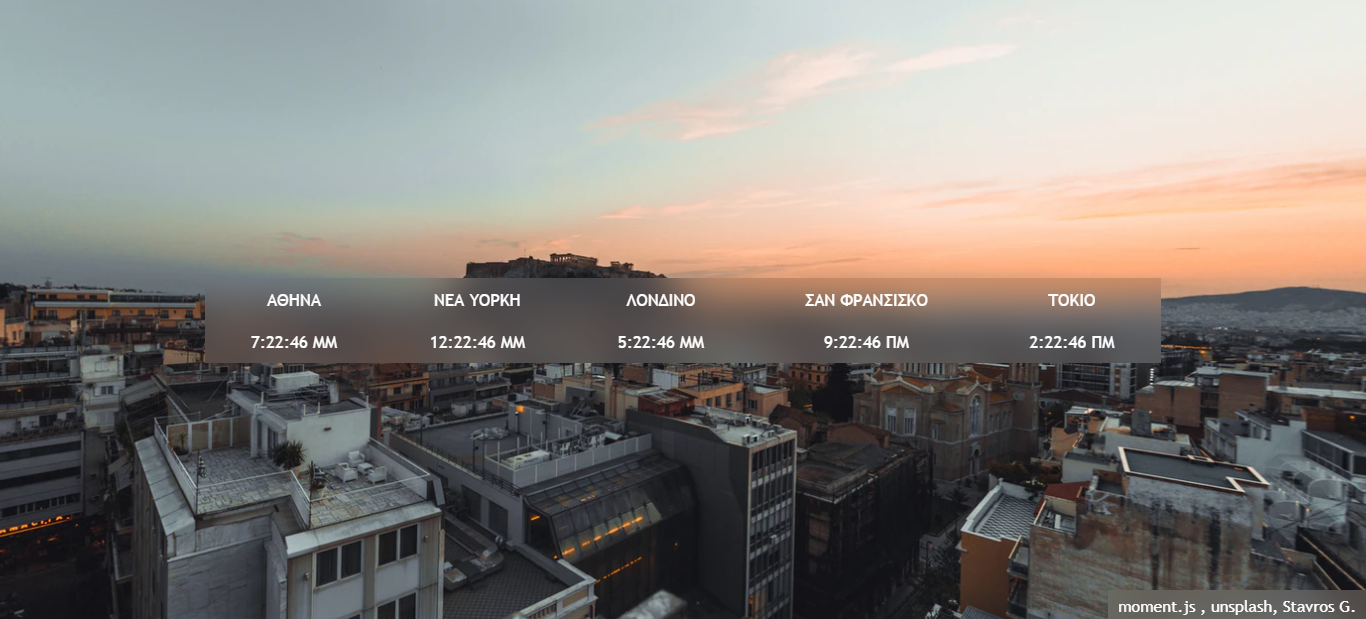 ΑΘΗΝΑ ΝΕΑ ΥΟΡΚΗ ΛΟΝΔΙΝΟ ΣΑΝ ΦΡΑΝΣΙΣΚΟ ΤΟΚΙΟ
7:22:46 ΜΜ 12:22:46 ΜΜ 5:22:46 ΜΜ 9:22:46 ΠΜ 2:22:46 ΠΜ
moment.js , unsplash, Stavros G.